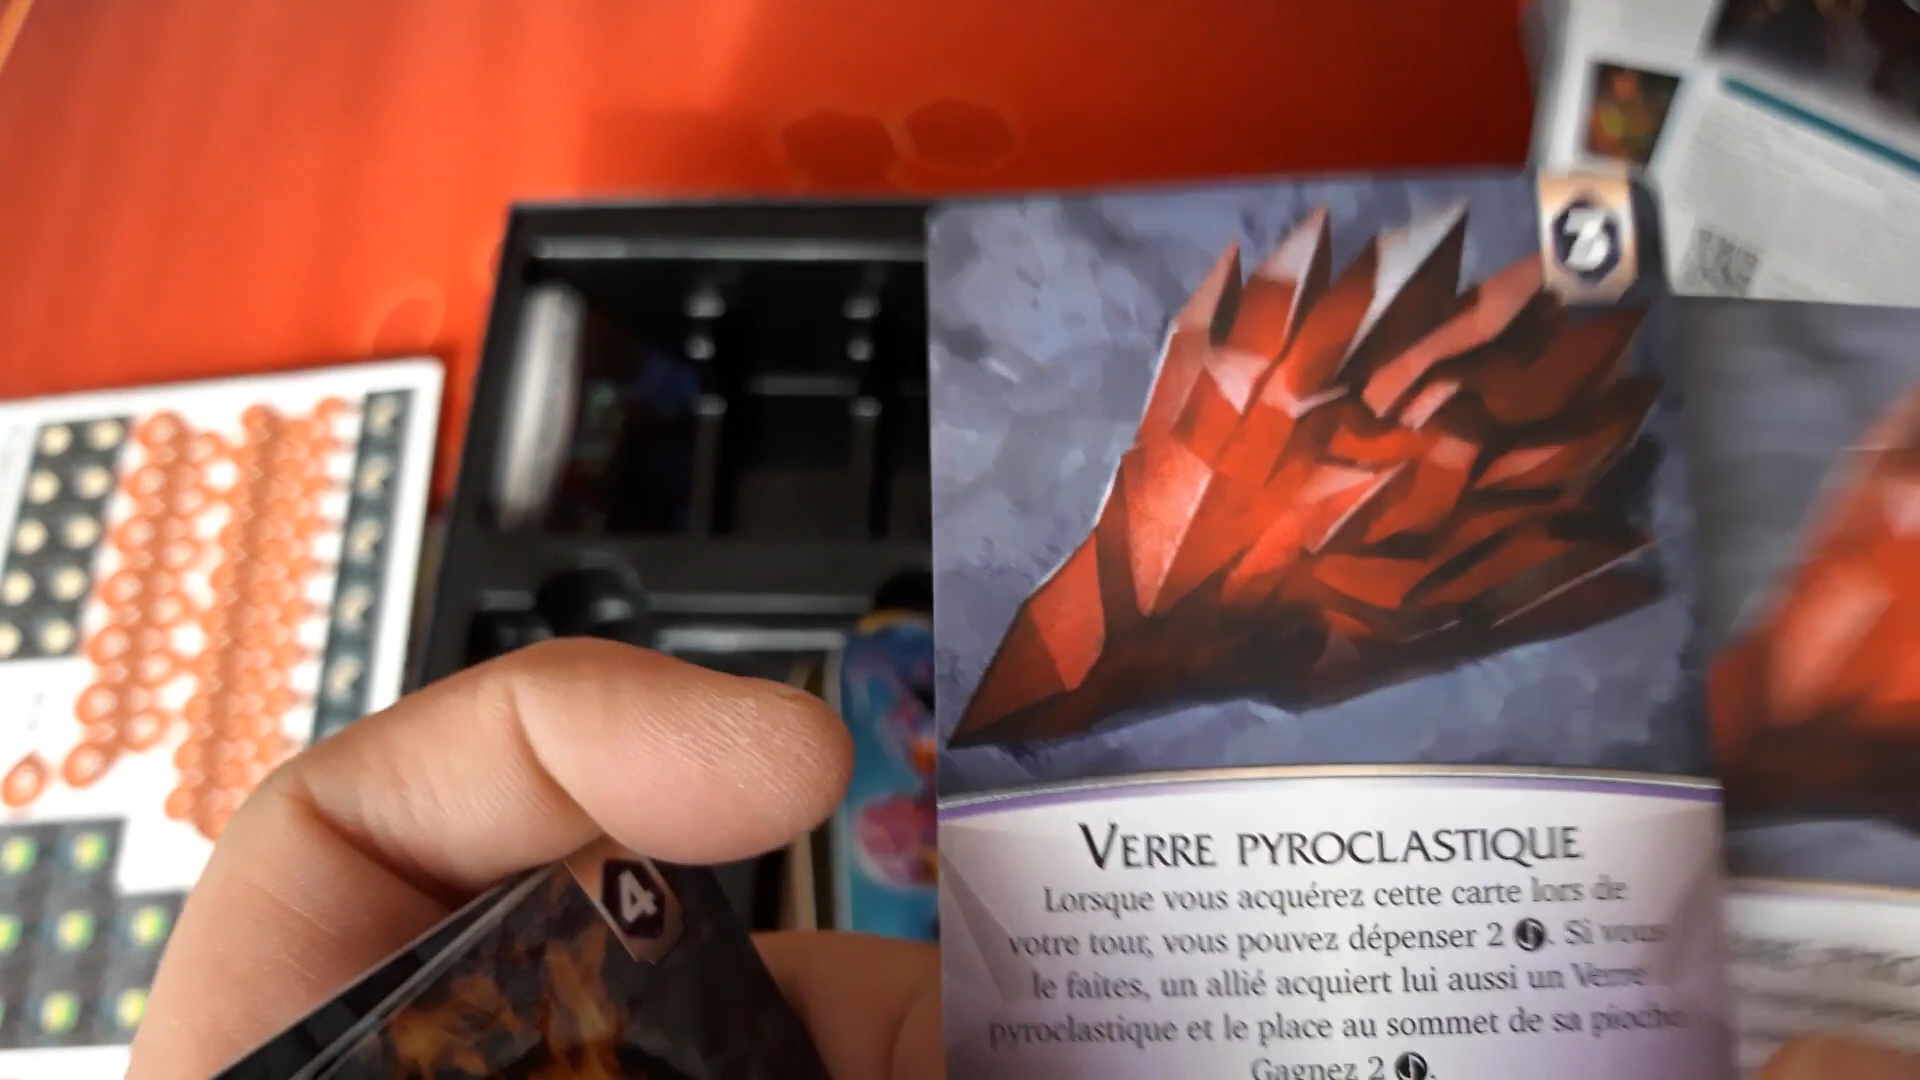 VERRE PYROCLASTIQUE
Lorsque vous acquérez cette carte lors de
votre tour, vous pouvez dépenser 2 . Si vous
le faites, un allié acquiert lui aussi un Verre
pyroclastique et le place au sommet de sa pioche.
Gagnez 2 .
4